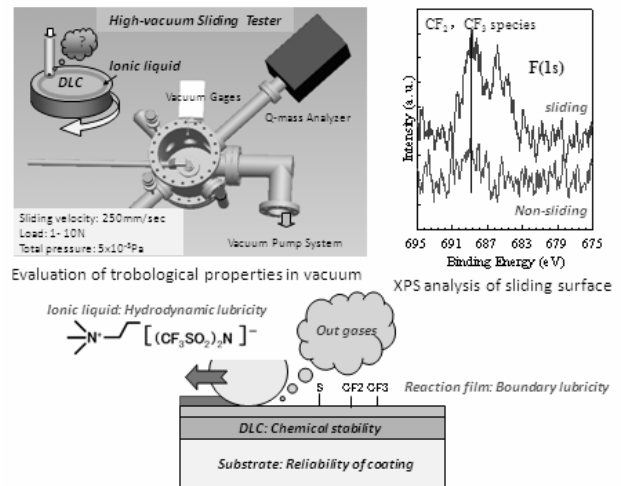 High-vacuum Sliding Tester
?
Ionic liquid
DLC
Vacuum Gages
Q-mass Analyzer
Sliding velocity: 250mm/sec
Load: 1- 10N
Total pressure: 5x10⁻⁵Pa
Vacuum Pump System
Evaluation of trobological properties in vacuum
CF₂, CF₃ species
F(1s)
sliding
Non-sliding
Intensity (a. u.)
695 691 687 683 679 675
Binding Energy (eV)
XPS analysis of sliding surface
Ionic liquid: Hydrodynamic lubricity
N⁺ [(CF₃SO₂)₂N]⁻
Out gases
S CF2 CF3
Reaction film: Boundary lubricity
DLC: Chemical stability
Substrate: Reliability of coating